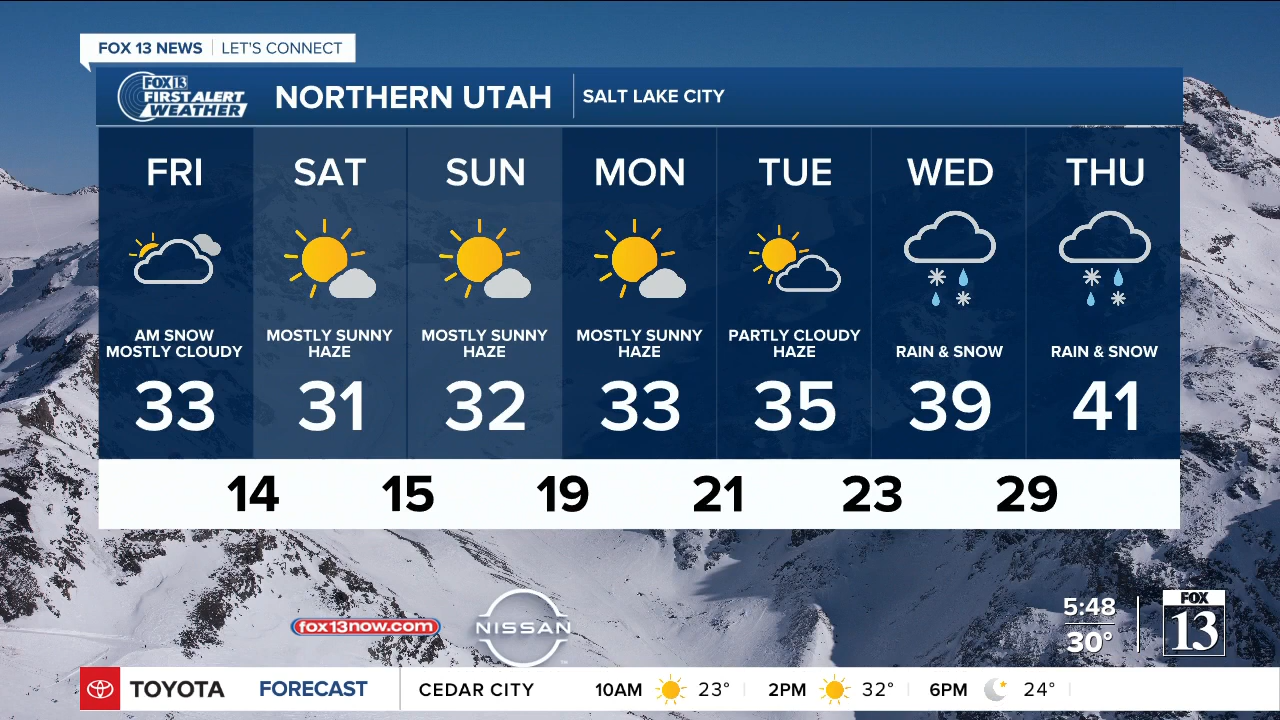 FOX 13 NEWS | LET'S CONNECT
FOX 13
FIRST ALERT
WEATHER
NORTHERN UTAH
SALT LAKE CITY
FRI
SAT
SUN
MON
TUE
WED
THU
AM SNOW
MOSTLY CLOUDY
MOSTLY SUNNY
HAZE
MOSTLY SUNNY
HAZE
MOSTLY SUNNY
HAZE
PARTLY CLOUDY
HAZE
RAIN & SNOW
RAIN & SNOW
33
31
32
33
35
39
41
14
15
19
21
23
29
fox13now.com
NISSAN
5:48
30°
FOX
13
TOYOTA
FORECAST
CEDAR CITY
10AM 23°
2PM 32°
6PM 24°